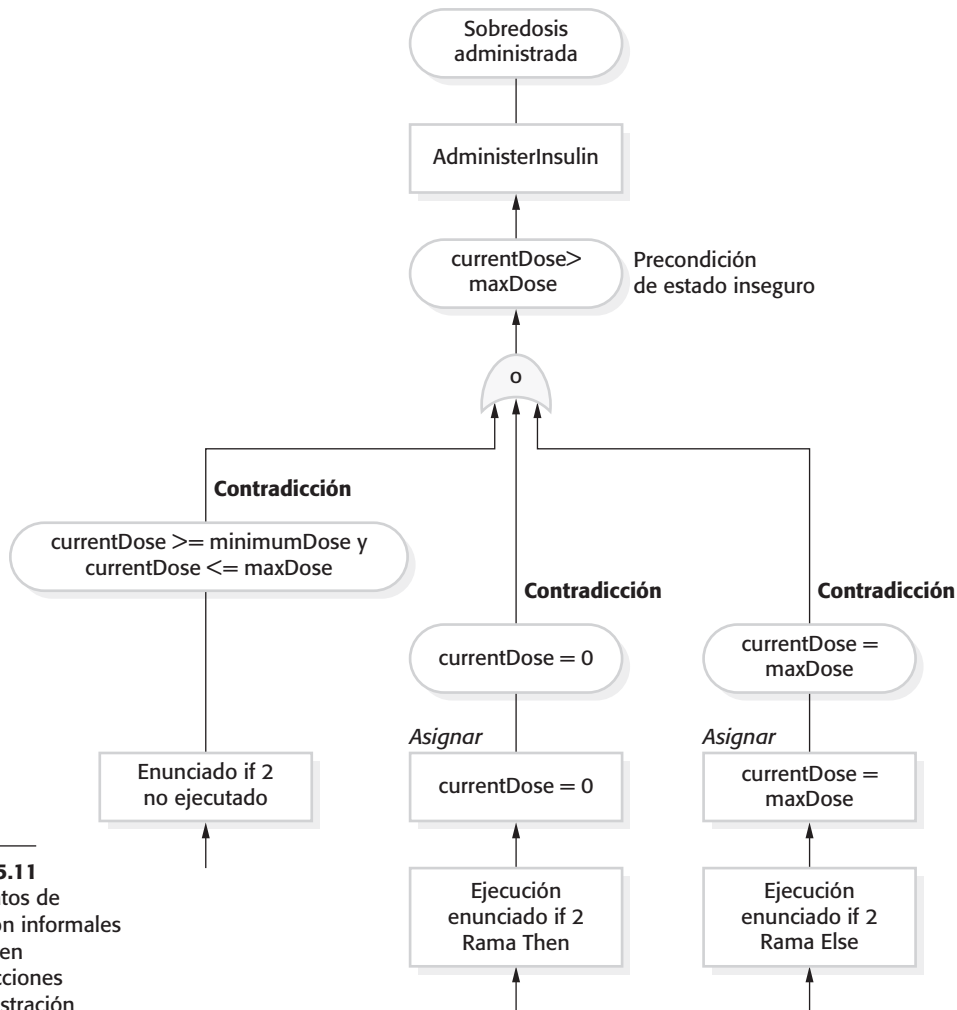 Sobredosis
administrada
AdministerInsulin
currentDose>
maxDose
Precondición
de estado inseguro
o
Contradicción
currentDose >= minimumDose y
currentDose <= maxDose
Contradicción
Contradicción
currentDose = 0
currentDose =
maxDose
Asignar
Asignar
Enunciado if 2
no ejecutado
currentDose = 0
currentDose =
maxDose
5.11
tos de
ón informales
en
cciones
stración
Ejecución
enunciado if 2
Rama Then
Ejecución
enunciado if 2
Rama Else